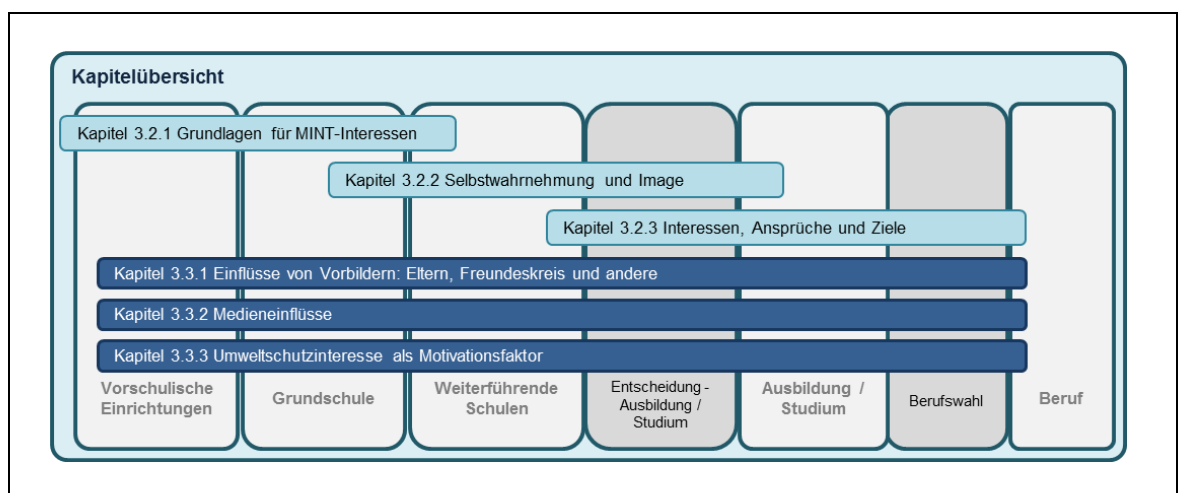 Kapitelübersicht
Kapitel 3.2.1 Grundlagen für MINT-Interessen
Kapitel 3.2.2 Selbstwahrnehmung und Image
Kapitel 3.2.3 Interessen, Ansprüche und Ziele
Kapitel 3.3.1 Einflüsse von Vorbildern: Eltern, Freundeskreis und andere
Kapitel 3.3.2 Medieneinflüsse
Kapitel 3.3.3 Umweltschutzinteresse als Motivationsfaktor
Vorschulische
Einrichtungen
Grundschule
Weiterführende
Schulen
Entscheidung -
Ausbildung /
Studium
Ausbildung /
Studium
Berufswahl
Beruf